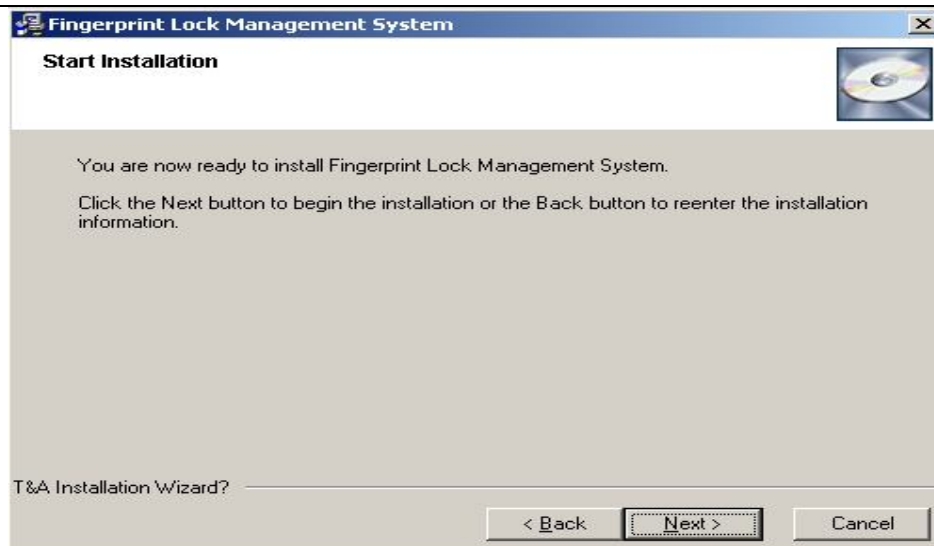 Fingerprint Lock Management System
Start Installation
You are now ready to install Fingerprint Lock Management System.
Click the Next button to begin the installation or the Back button to reenter the installation
information.
T&A Installation Wizard?
< Back Next > Cancel